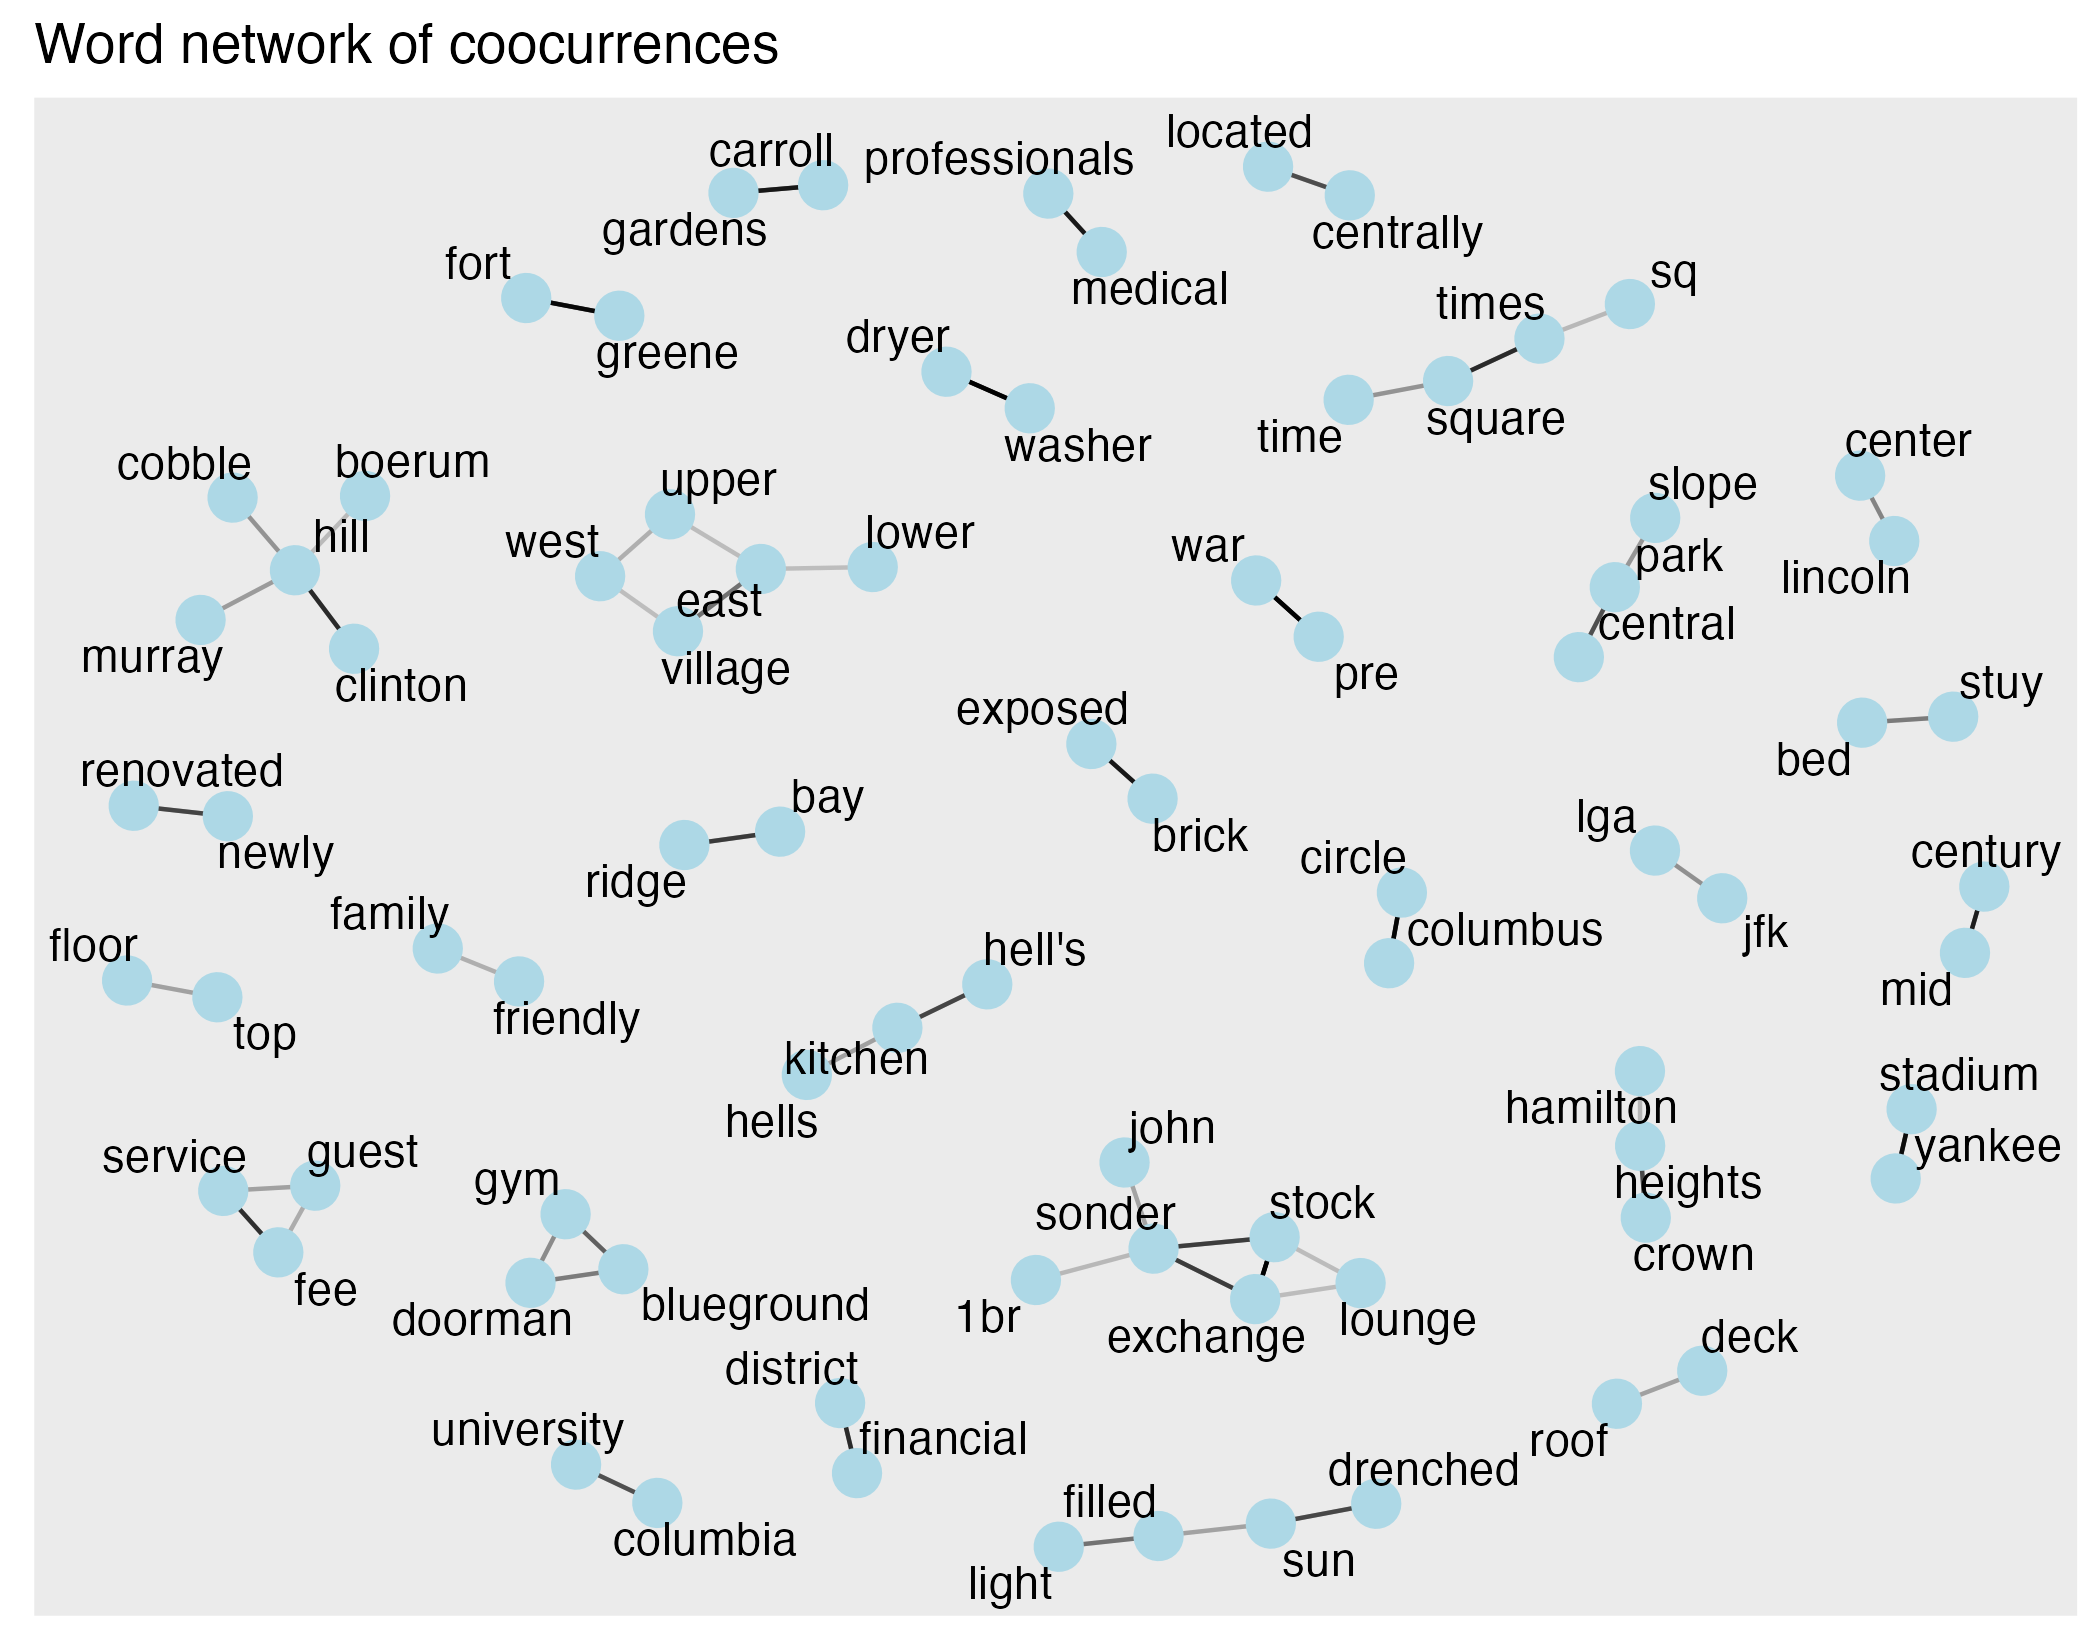 Word network of coocurrences
located
carroll
professionals
gardens
centrally
fort
sq
medical
times
dryer
greene
square
time
washer
center
cobble
boerum
upper
slope
lower
hill
west
war
park
lincoln
east
central
murray
village
pre
clinton
stuy
exposed
bed
renovated
bay
lga
brick
newly
century
circle
ridge
family
columbus
jfk
floor
hell's
mid
friendly
top
kitchen
stadium
hamilton
hells
john
yankee
guest
service
gym
heights
stock
sonder
crown
fee
blueground
1br
doorman
lounge
exchange
deck
district
university
financial
roof
drenched
filled
columbia
sun
light